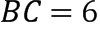 BC = 6